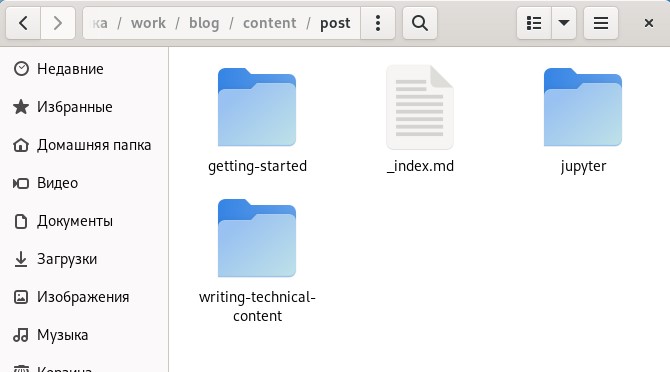 ка / work / blog / content / post
Недавние
Избранные
Домашняя папка
Видео
Документы
Загрузки
Изображения
Музыка
Корзина
getting-started
_index.md
jupyter
writing-technical-
content